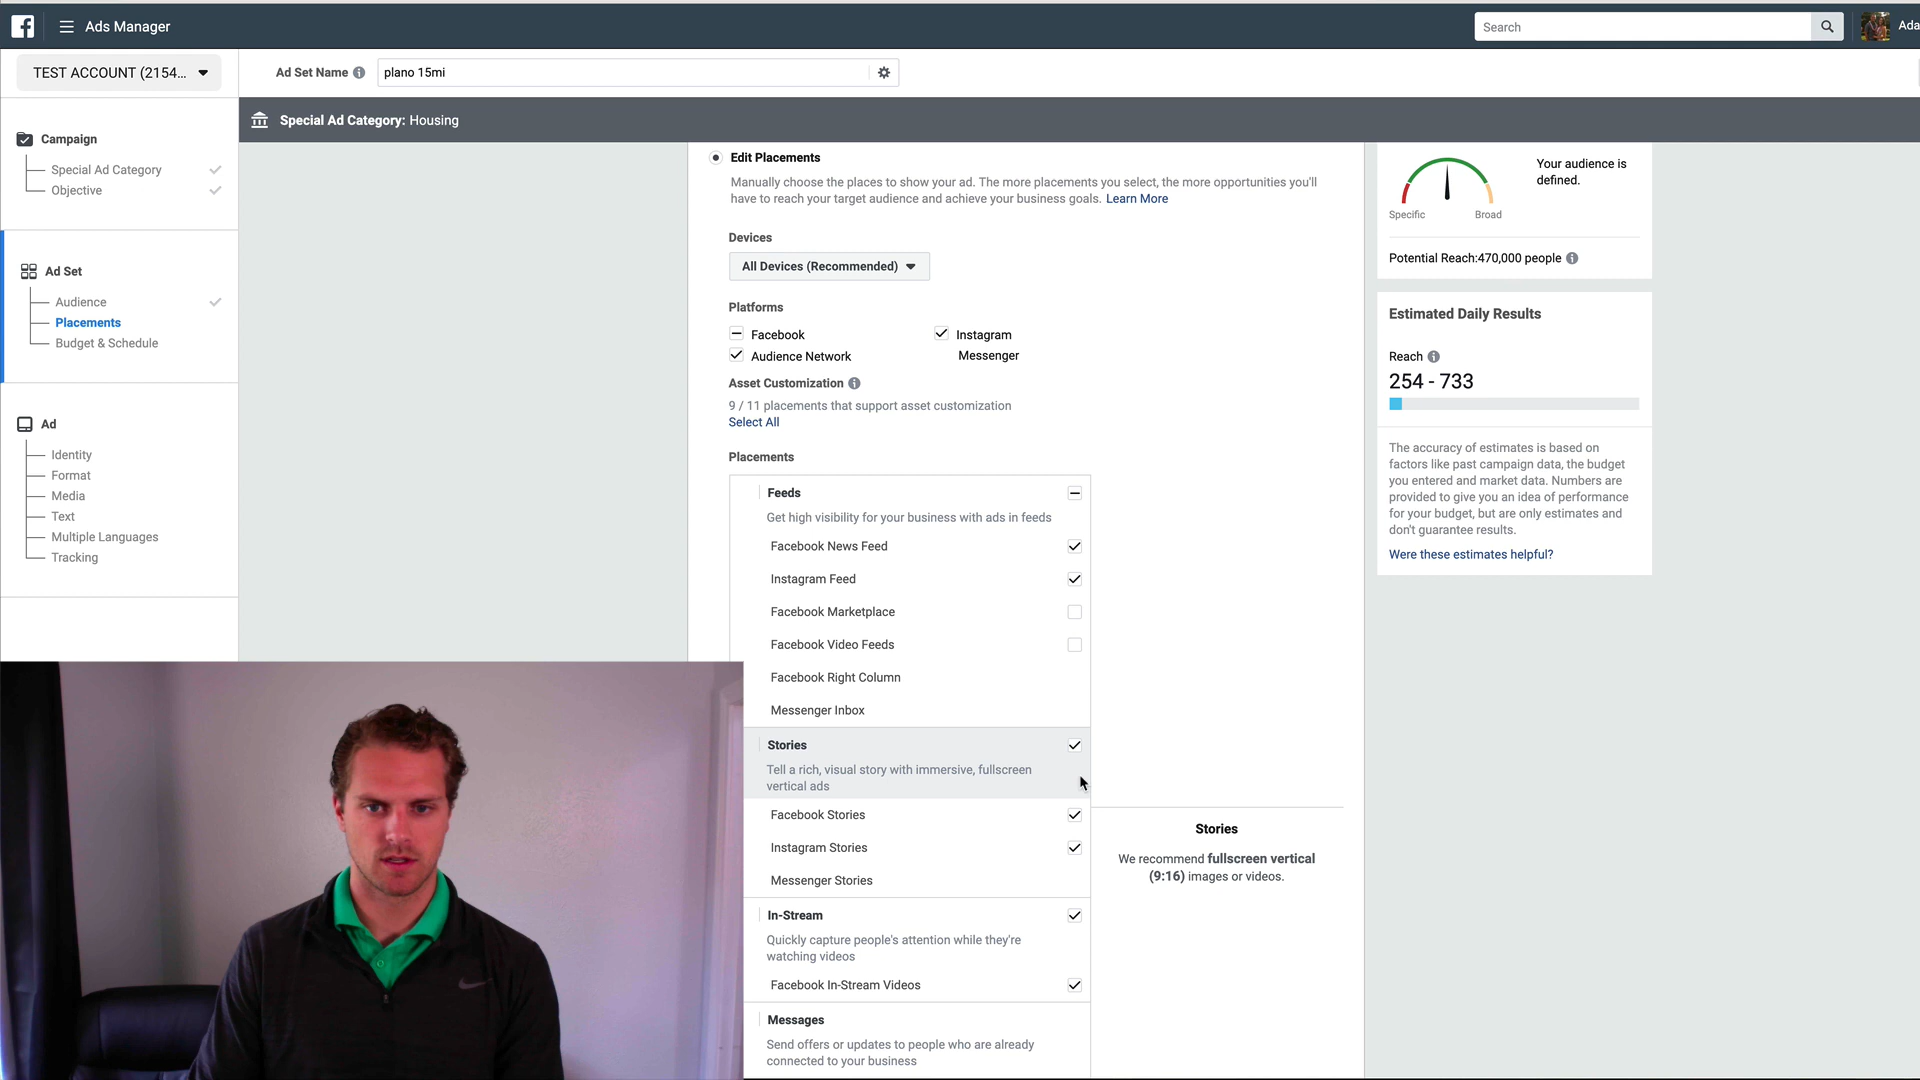 Ads Manager
Search
Ada
TEST ACCOUNT (2154...
Ad Set Name
plano 15mi
Special Ad Category: Housing
Campaign
Special Ad Category
Objective
Ad Set
Audience
Placements
Budget & Schedule
Ad
Identity
Format
Media
Text
Multiple Languages
Tracking
Edit Placements
Manually choose the places to show your ad. The more placements you select, the more opportunities you'll
have to reach your target audience and achieve your business goals. Learn More
Devices
All Devices (Recommended)
Platforms
Facebook
Instagram
Audience Network
Messenger
Asset Customization
9 / 11 placements that support asset customization
Select All
Placements
Feeds
Get high visibility for your business with ads in feeds
Facebook News Feed
Instagram Feed
Facebook Marketplace
Facebook Video Feeds
Facebook Right Column
Messenger Inbox
Stories
Tell a rich, visual story with immersive, fullscreen
vertical ads
Facebook Stories
Instagram Stories
Messenger Stories
In-Stream
Quickly capture people's attention while they're
watching videos
Facebook In-Stream Videos
Messages
Send offers or updates to people who are already
connected to your business
Stories
We recommend fullscreen vertical
(9:16) images or videos.
Your audience is
defined.
Specific
Broad
Potential Reach:470,000 people
Estimated Daily Results
Reach
254 - 733
The accuracy of estimates is based on
factors like past campaign data, the budget
you entered and market data. Numbers are
provided to give you an idea of performance
for your budget, but are only estimates and
don't guarantee results.
Were these estimates helpful?